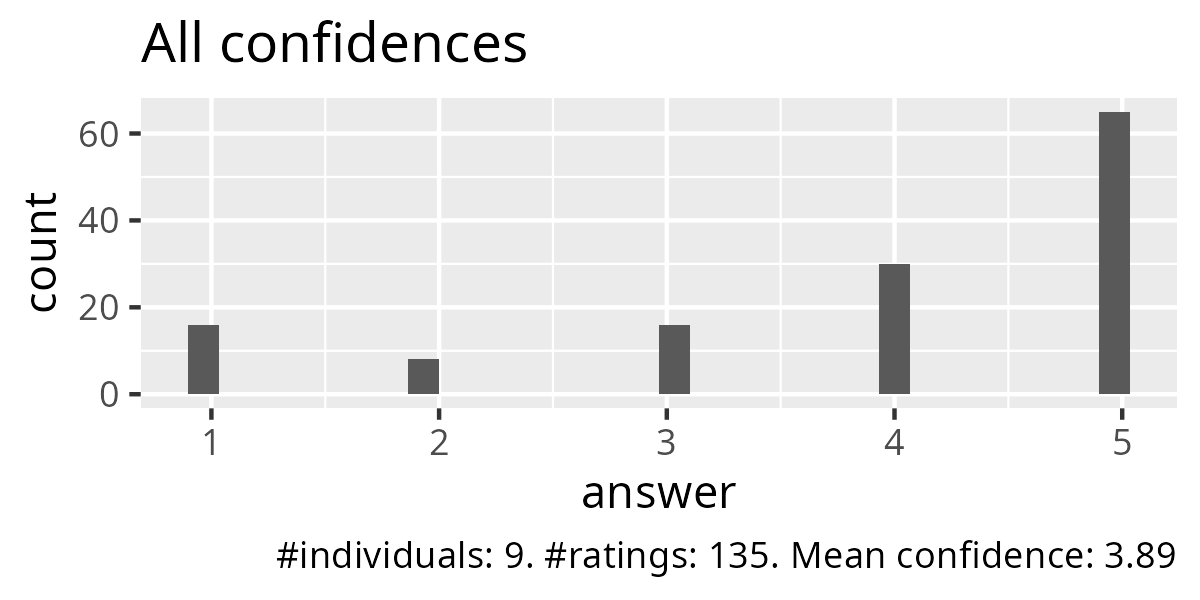 All confidences
60
40
20
0
count
1 2 3 4 5
answer
#individuals: 9. #ratings: 135. Mean confidence: 3.89